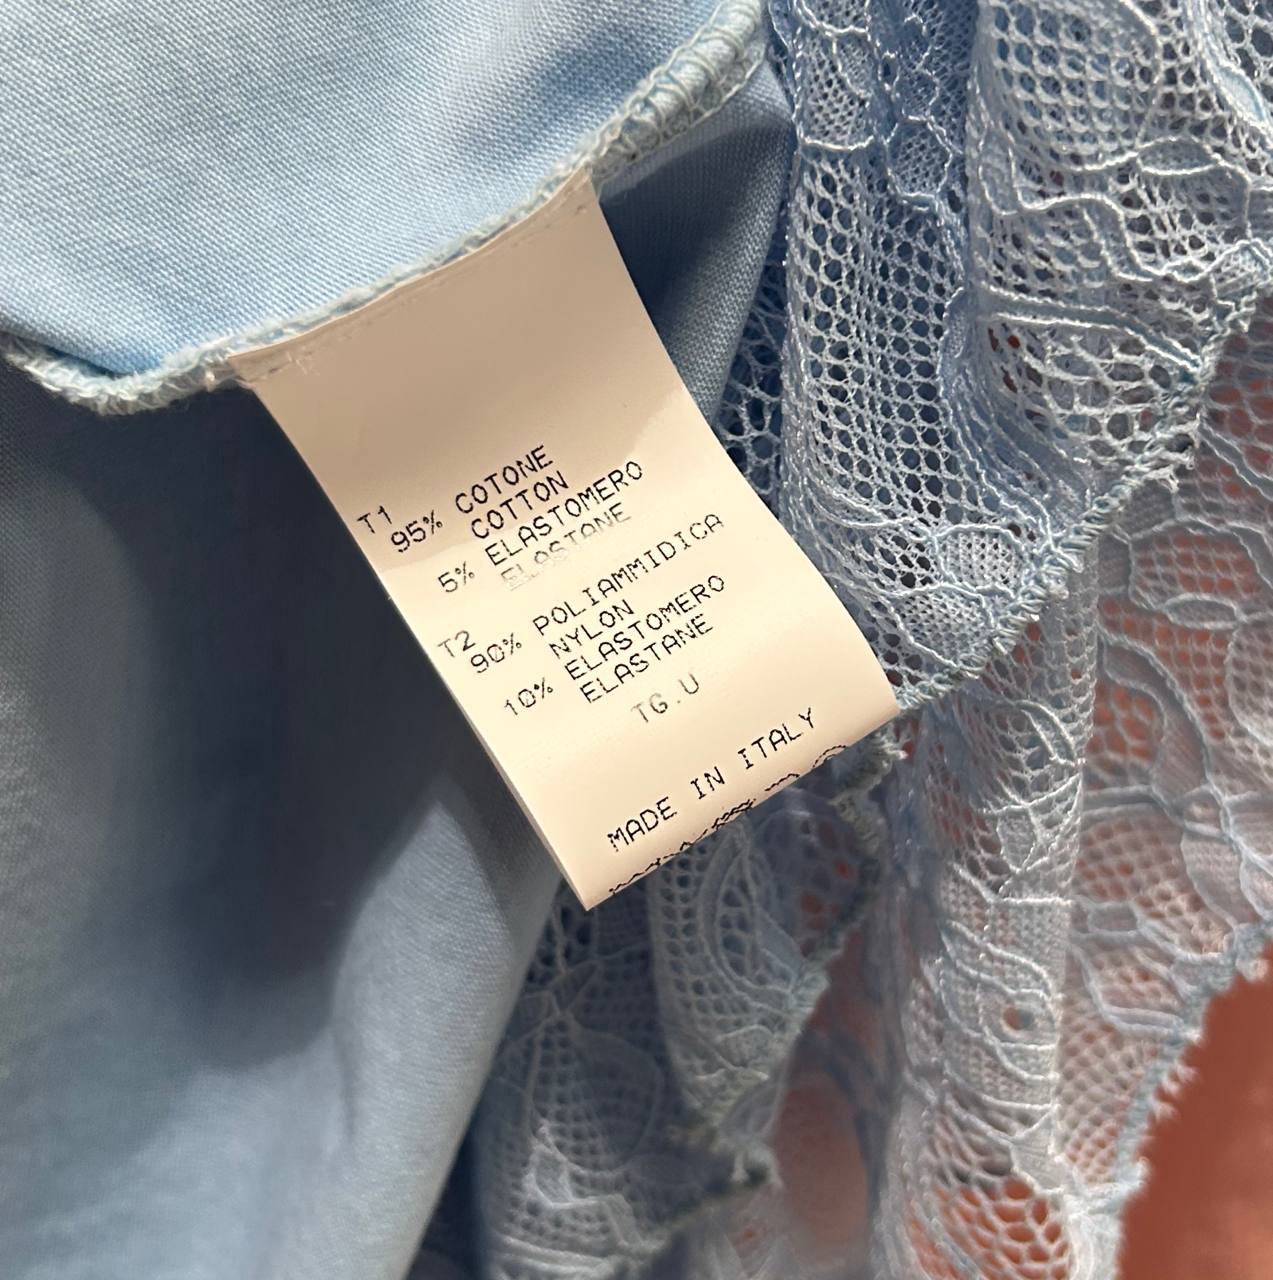 T1
95% COTONE
COTTON
5% ELASTOMERO
ELASTANE
T2
90% POLIAMMIDICA
NYLON
10% ELASTOMERO
ELASTANE
TG.U
MADE IN ITALY